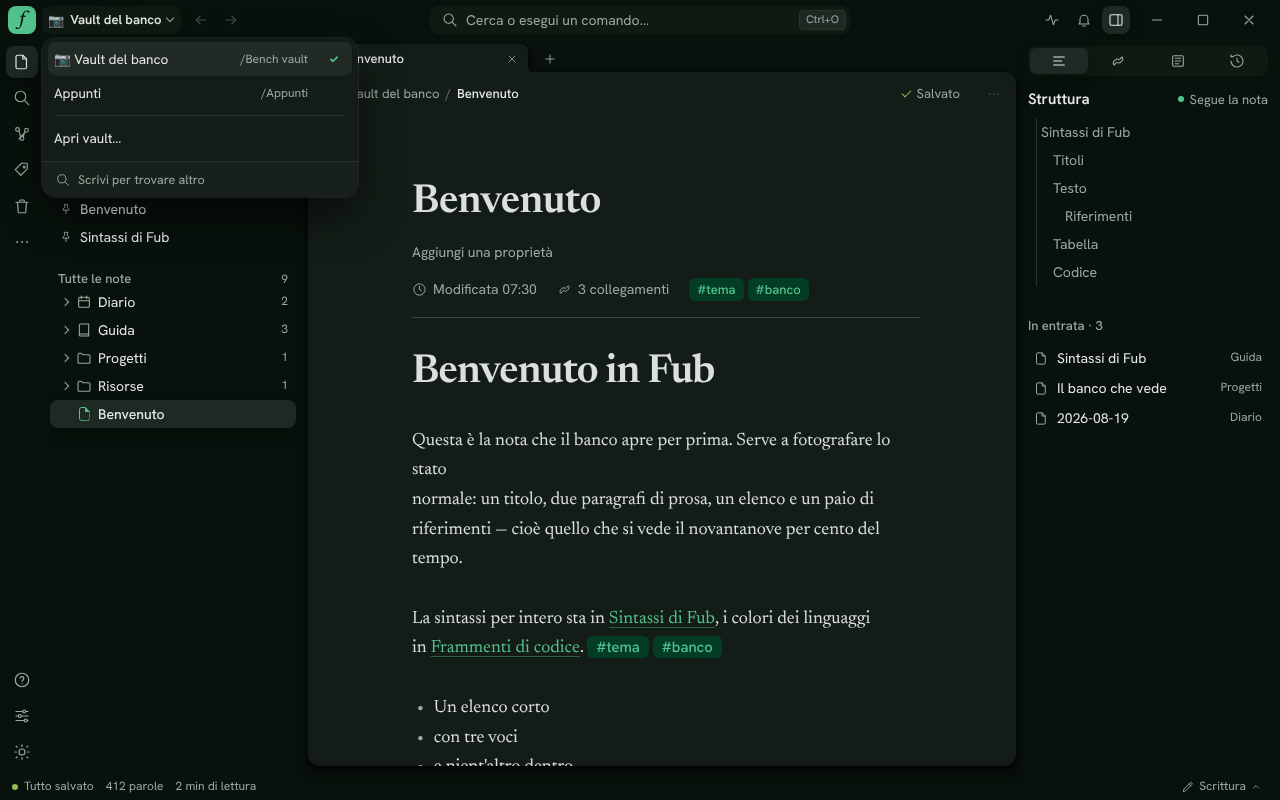 f
Vault del banco
Cerca o esegui un comando…
Ctrl+O
Vault del banco
/Bench vault
Appunti
/Appunti
Apri vault…
Scrivi per trovare altro
Benvenuto
Sintassi di Fub
Tutte le note
9
Diario
2
Guida
3
Progetti
1
Risorse
1
Benvenuto
nvenuto
ault del banco / Benvenuto
Salvato
Benvenuto
Aggiungi una proprietà
Modificata 07:30
3 collegamenti
#tema
#banco
Benvenuto in Fub
Questa è la nota che il banco apre per prima. Serve a fotografare lo
stato
normale: un titolo, due paragrafi di prosa, un elenco e un paio di
riferimenti — cioè quello che si vede il novantanove per cento del
tempo.
La sintassi per intero sta in Sintassi di Fub, i colori dei linguaggi
in Frammenti di codice. #tema #banco
• Un elenco corto
• con tre voci
• e nient'altro dentro
Struttura
Segue la nota
Sintassi di Fub
Titoli
Testo
Riferimenti
Tabella
Codice
In entrata · 3
Sintassi di Fub
Guida
Il banco che vede
Progetti
2026-08-19
Diario
Tutto salvato
412 parole
2 min di lettura
Scrittura